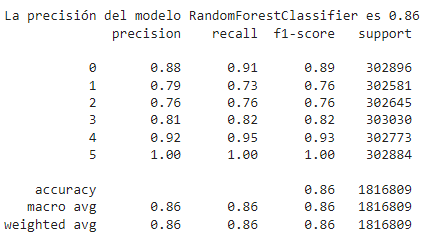 La precisión del modelo RandomForestClassifier es 0.86
precision recall f1-score support
0 0.88 0.91 0.89 302896
1 0.79 0.73 0.76 302581
2 0.76 0.76 0.76 302645
3 0.81 0.82 0.82 303030
4 0.92 0.95 0.93 302773
5 1.00 1.00 1.00 302884
accuracy 0.86 1816809
macro avg 0.86 0.86 0.86 1816809
weighted avg 0.86 0.86 0.86 1816809